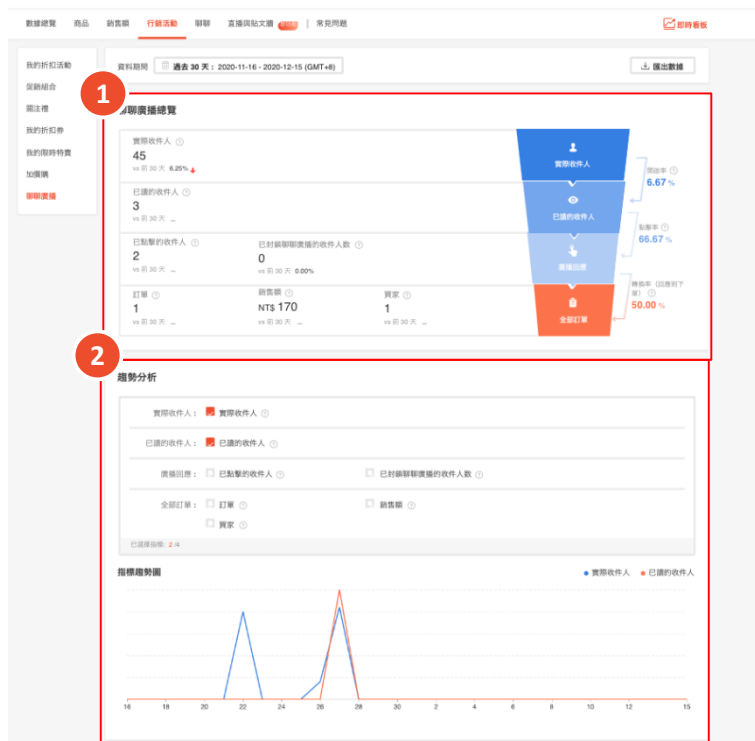 數據總覽 商品 銷售額 行銷活動 聊聊 直播與貼文牆 | 常見問題 即時看板
我的折扣活動
促銷組合
關注禮
我的折扣券
我的限時特賣
加價購
聊聊廣播
資料期間 過去 30 天： 2020-11-16 - 2020-12-15 (GMT+8) 匯出數據
1
聊聊廣播總覽
實際收件人
45
vs 前 30 天 6.25%
已讀的收件人
3
vs 前 30 天 _
已點擊的收件人 已封鎖聊聊廣播的收件人數
2 0
vs 前 30 天 _ vs 前 30 天 0.00%
訂單 銷售額 買家
1 NT$ 170 1
vs 前 30 天 _ vs 前 30 天 _ vs 前 30 天 _
實際收件人
已讀的收件人
廣播回應
全部訂單
開啟率
6.67 %
點擊率
66.67 %
轉換率（回應到下
單）
50.00 %
2
趨勢分析
實際收件人： 實際收件人
已讀的收件人： 已讀的收件人
廣播回應： 已點擊的收件人 已封鎖聊聊廣播的收件人數
全部訂單： 訂單 銷售額
買家
已選擇指標: 2 /4
指標趨勢圖 實際收件人 已讀的收件人
16 18 20 22 24 26 28 30 2 4 6 8 10 12 15